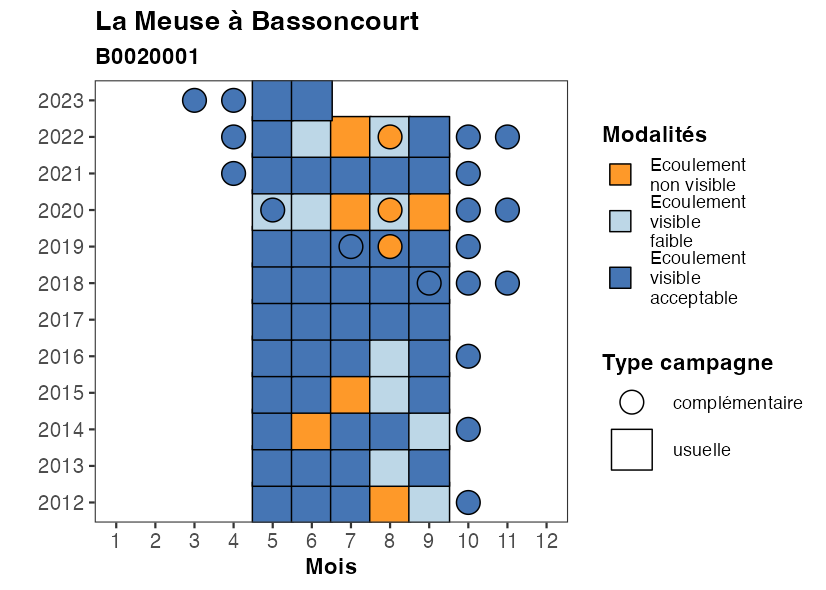 La Meuse à Bassoncourt
B0020001
2023
2022
2021
2020
2019
2018
2017
2016
2015
2014
2013
2012
1 2 3 4 5 6 7 8 9 10 11 12
Mois
Modalités
Ecoulement
non visible
Ecoulement
visible
faible
Ecoulement
visible
acceptable
Type campagne
complémentaire
usuelle